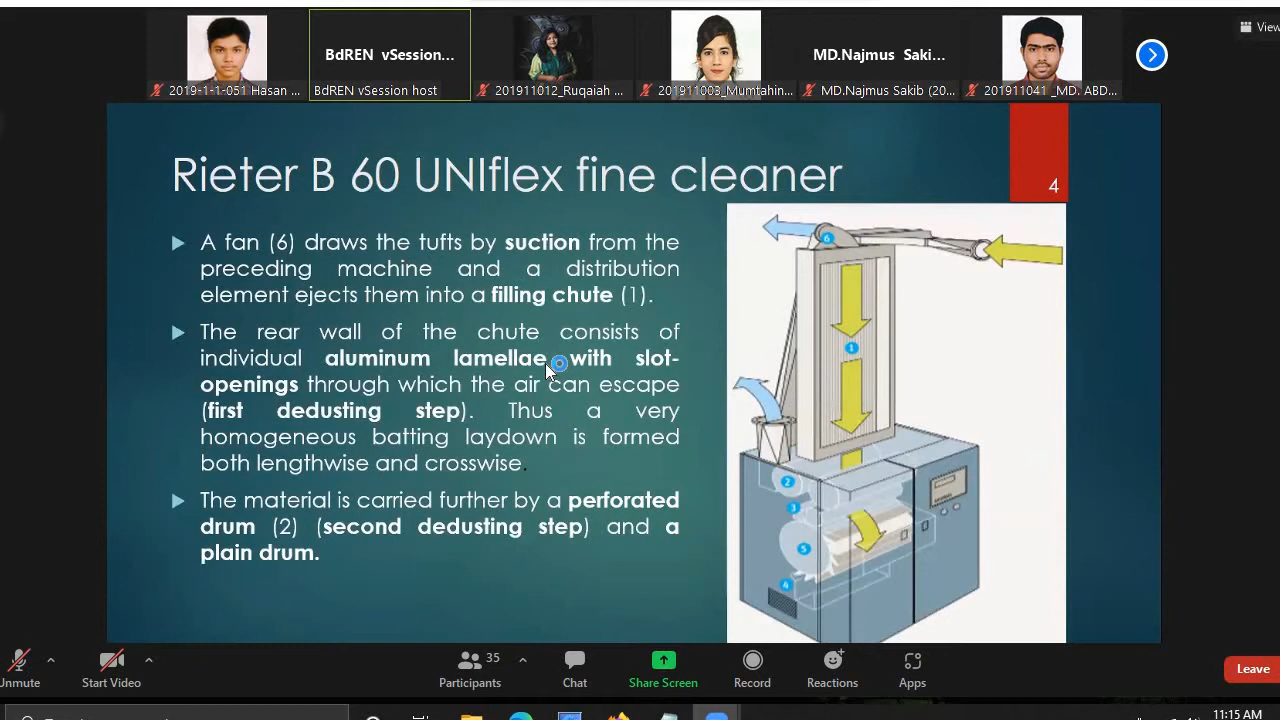 View
BdREN vSession...
MD.Najmus Saki...
2019-1-1-051 Hasan ...
BdREN vSession host
201911012_Ruqaiah ...
201911003_Mumtahin...
MD.Najmus Sakib (20...
201911041 _MD. ABD...
Rieter B 60 UNIflex fine cleaner
4
A fan (6) draws the tufts by suction from the
preceding machine and a distribution
element ejects them into a filling chute (1).
The rear wall of the chute consists of
individual aluminum lamellae with slot-
openings through which the air can escape
(first dedusting step). Thus a very
homogeneous batting laydown is formed
both lengthwise and crosswise.
The material is carried further by a perforated
drum (2) (second dedusting step) and a
plain drum.
6
1
2
3
5
4
Unmute
Start Video
35
Participants
Chat
Share Screen
Record
Reactions
Apps
Leave
11:15 AM